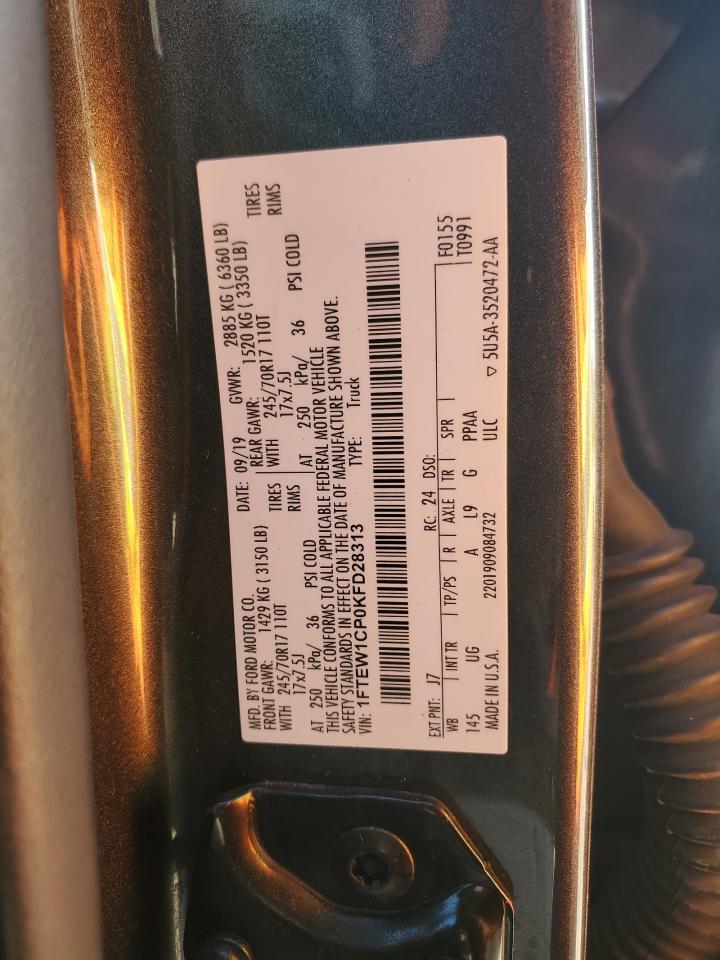 MFD. BY FORD MOTOR CO. DATE: 09/19 GVWR: 2885 KG ( 6360 LB)
FRONT GAWR: 1429 KG ( 3150 LB) REAR GAWR: 1520 KG ( 3350 LB)
WITH 245/70R17 110T TIRES WITH 245/70R17 110T TIRES
17x7.5J RIMS 17x7.5J RIMS
AT 250 kPa/ 36 PSI COLD AT 250 kPa/ 36 PSI COLD
THIS VEHICLE CONFORMS TO ALL APPLICABLE FEDERAL MOTOR VEHICLE
SAFETY STANDARDS IN EFFECT ON THE DATE OF MANUFACTURE SHOWN ABOVE.
VIN: 1FTEW1CP0KFD28313 TYPE: Truck
EXT PNT: J7 RC: 24 DSO: F0155
WB INT TR TP/PS R AXLE TR SPR T0991
145 UG A L9 G PPAA
MADE IN U.S.A. 2201909084732 ULC ▽ 5U5A-3520472-AA